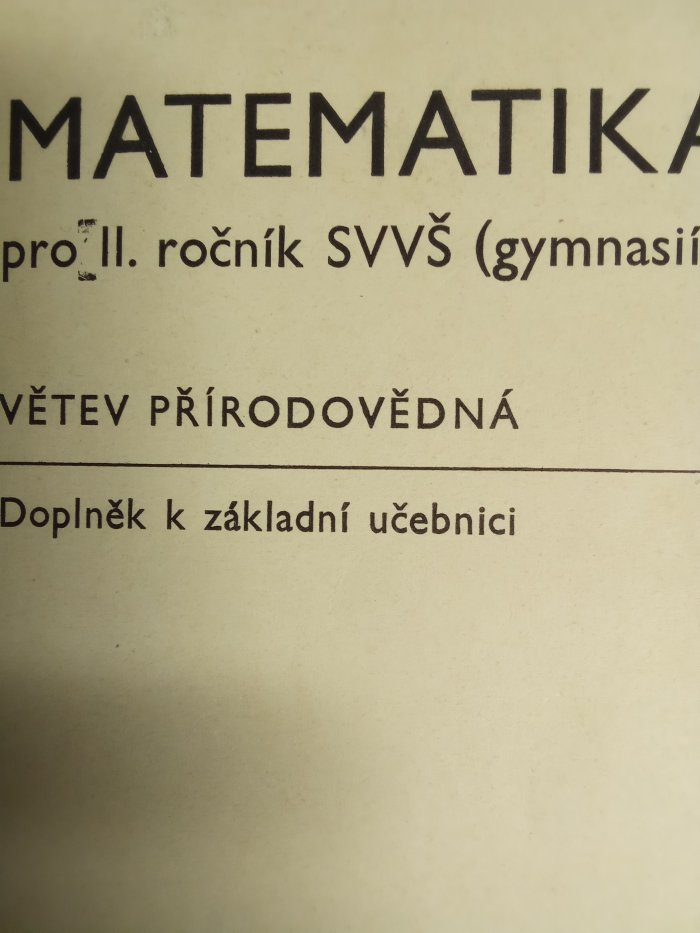 MATEMATIKA
pro II. ročník SVVŠ (gymnasií
VĚTEV PŘÍRODOVĚDNÁ
Doplněk k základní učebnici